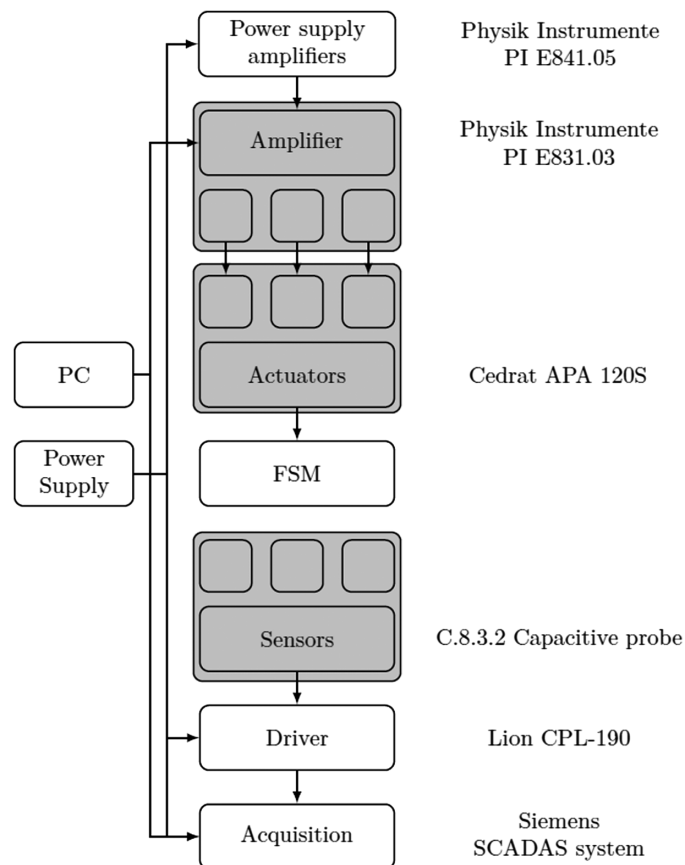 Power supply
amplifiers
Physik Instrumente
PI E841.05
Amplifier
Physik Instrumente
PI E831.03
PC
Actuators
Cedrat APA 120S
Power
Supply
FSM
Sensors
C.8.3.2 Capacitive probe
Driver
Lion CPL-190
Acquisition
Siemens
SCADAS system